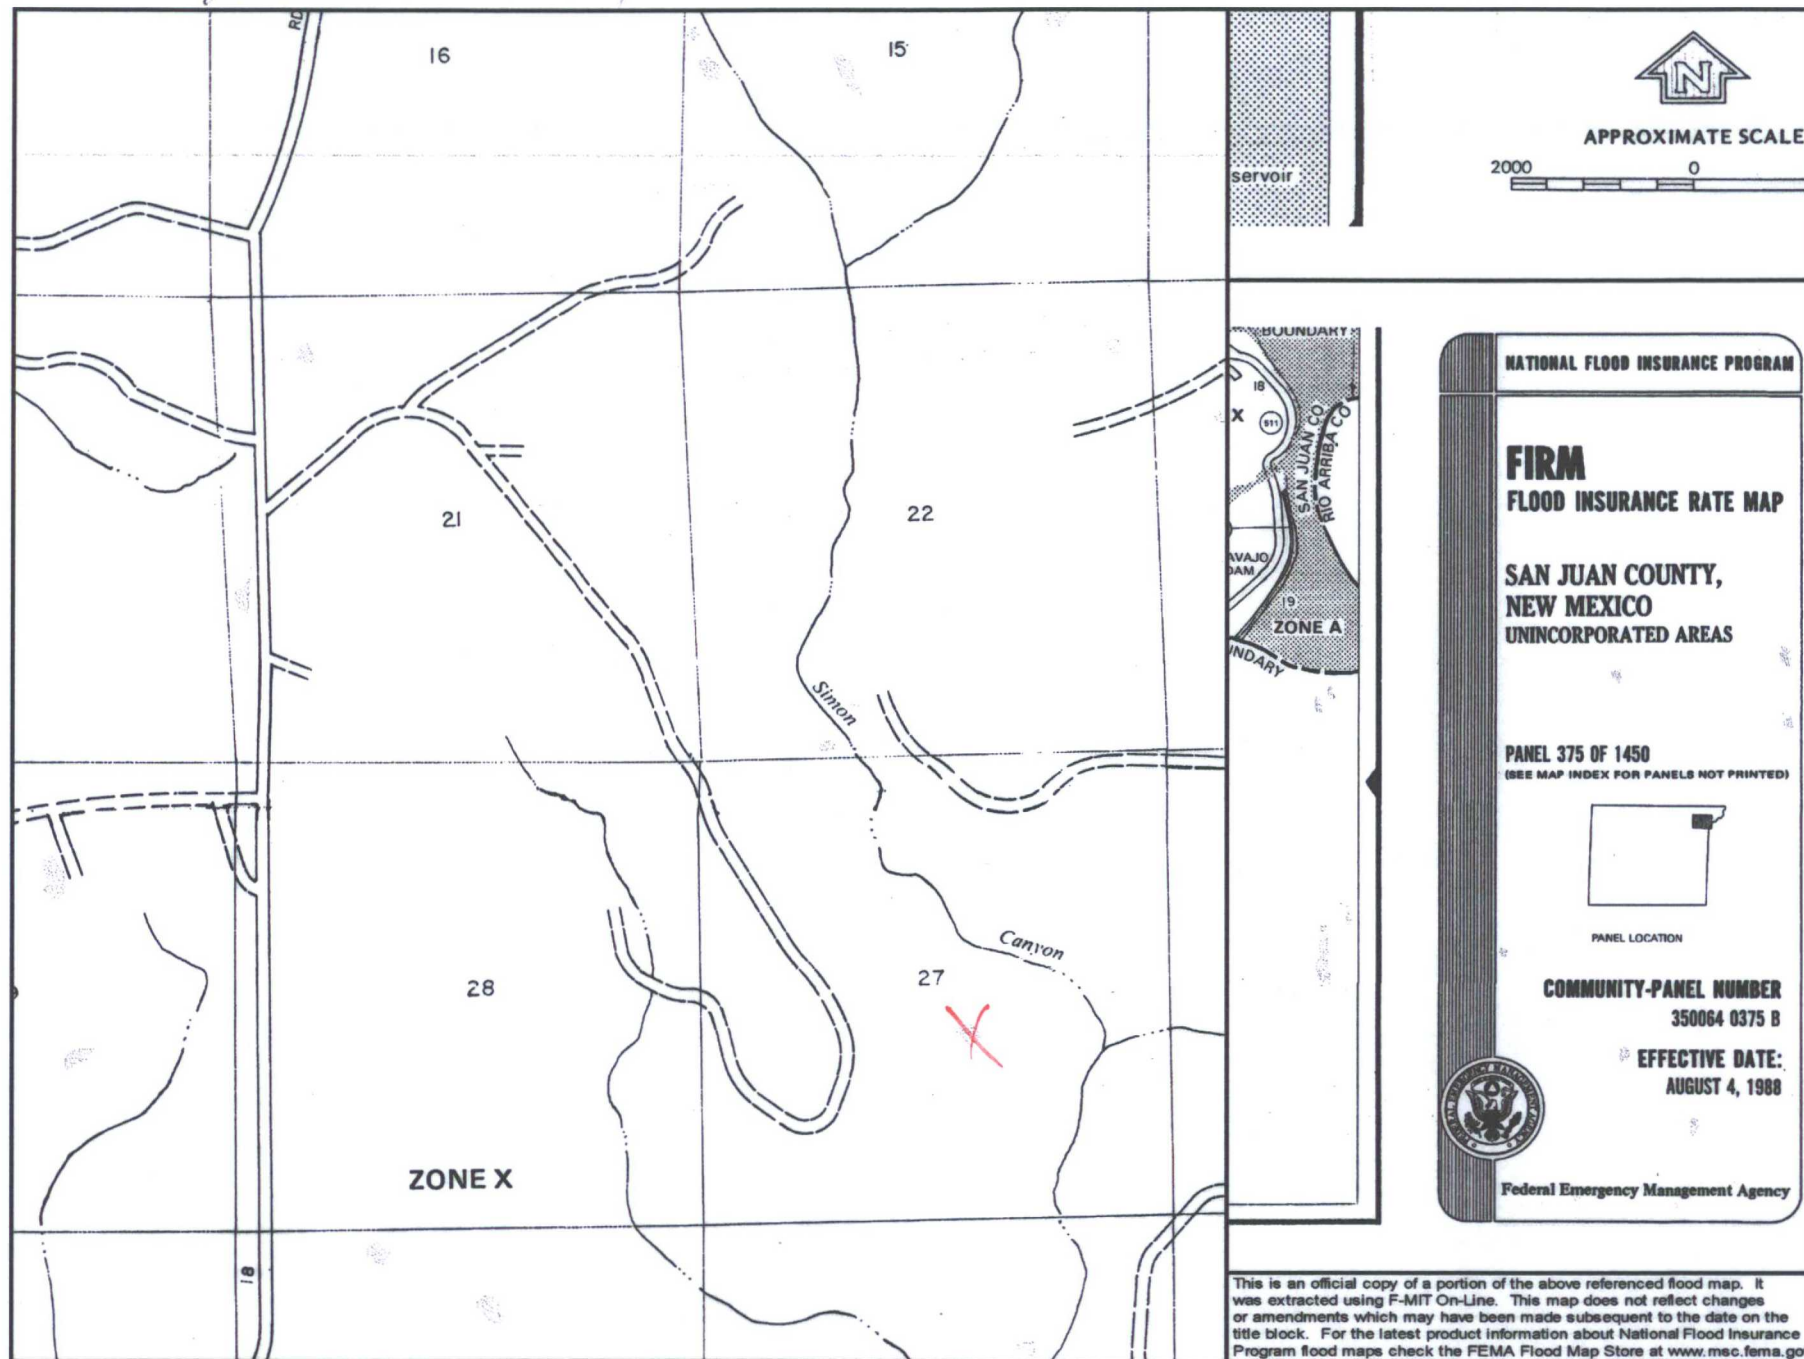 RD
16
15
21
22
Simon
Canyon
28
27
ZONE X
18
servoir
BOUNDARY
18
X
511
SAN JUAN CO
RIO ARRIBA CO
AVAJO
DAM
19
ZONE A
NDARY
N
APPROXIMATE SCALE
2000 0
NATIONAL FLOOD INSURANCE PROGRAM
FIRM
FLOOD INSURANCE RATE MAP
SAN JUAN COUNTY,
NEW MEXICO
UNINCORPORATED AREAS
PANEL 375 OF 1450
(SEE MAP INDEX FOR PANELS NOT PRINTED)
PANEL LOCATION
COMMUNITY-PANEL NUMBER
350064 0375 B
EFFECTIVE DATE:
AUGUST 4, 1988
FEDERAL EMERGENCY MANAGEMENT AGENCY
Federal Emergency Management Agency
This is an official copy of a portion of the above referenced flood map. It
was extracted using F-MIT On-Line. This map does not reflect changes
or amendments which may have been made subsequent to the date on the
title block. For the latest product information about National Flood Insurance
Program flood maps check the FEMA Flood Map Store at www.msc.fema.go